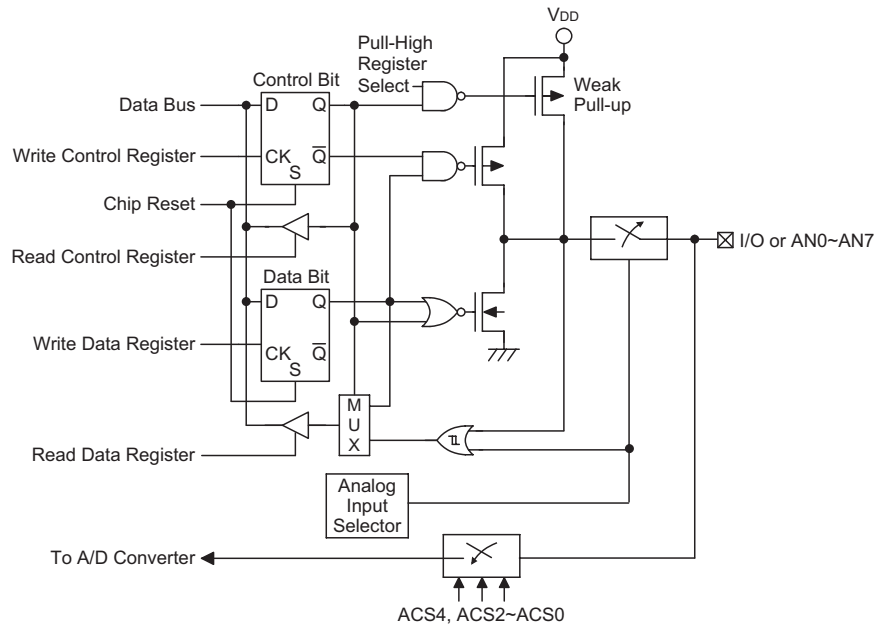 VDD
Pull-High
Register
Select
Control Bit
Weak
Pull-up
Data Bus
D
Q
Write Control Register
CK
Q̅
S
Chip Reset
Read Control Register
I/O or AN0~AN7
Data Bit
D
Q
Write Data Register
CK
Q̅
S
M
U
X
Read Data Register
Analog
Input
Selector
To A/D Converter
ACS4, ACS2~ACS0